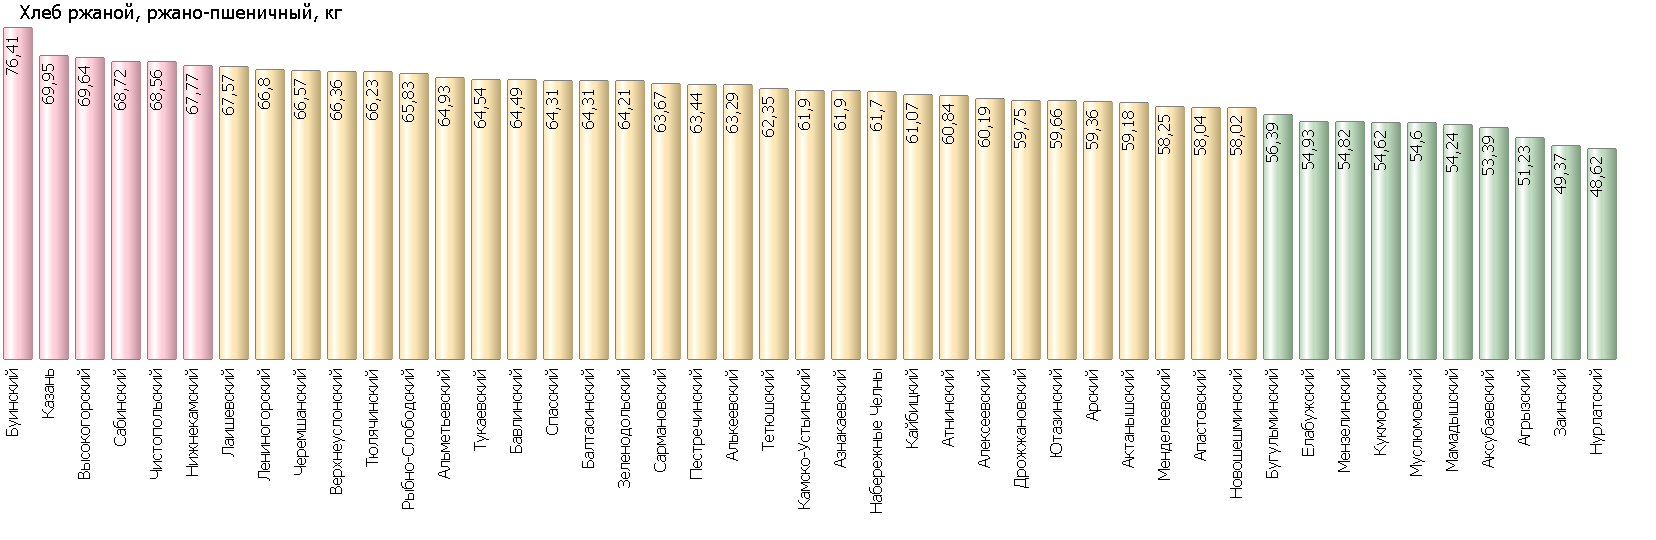 Хлеб ржаной, ржано-пшеничный, кг
76,41
69,95
69,64
68,72
68,56
67,77
67,57
66,8
66,57
66,36
66,23
65,83
64,93
64,54
64,49
64,31
64,31
64,21
63,67
63,44
63,29
62,35
61,9
61,9
61,7
61,07
60,84
60,19
59,75
59,66
59,36
59,18
58,25
58,04
58,02
56,39
54,93
54,82
54,62
54,6
54,24
53,39
51,23
49,37
48,62
Буинский
Казань
Высокогорский
Сабинский
Чистопольский
Нижнекамский
Лаишевский
Лениногорский
Черемшанский
Верхнеуслонский
Тюлячинский
Рыбно-Слободский
Альметьевский
Тукаевский
Бавлинский
Спасский
Балтасинский
Зеленодольский
Сармановский
Пестречинский
Алькеевский
Тетюшский
Камско-Устьинский
Азнакаевский
Набережные Челны
Кайбицкий
Атнинский
Алексеевский
Дрожжановский
Ютазинский
Арский
Актанышский
Менделеевский
Апастовский
Новошешминский
Бугульминский
Елабужский
Мензелинский
Кукморский
Муслюмовский
Мамадышский
Аксубаевский
Агрызский
Заинский
Нурлатский